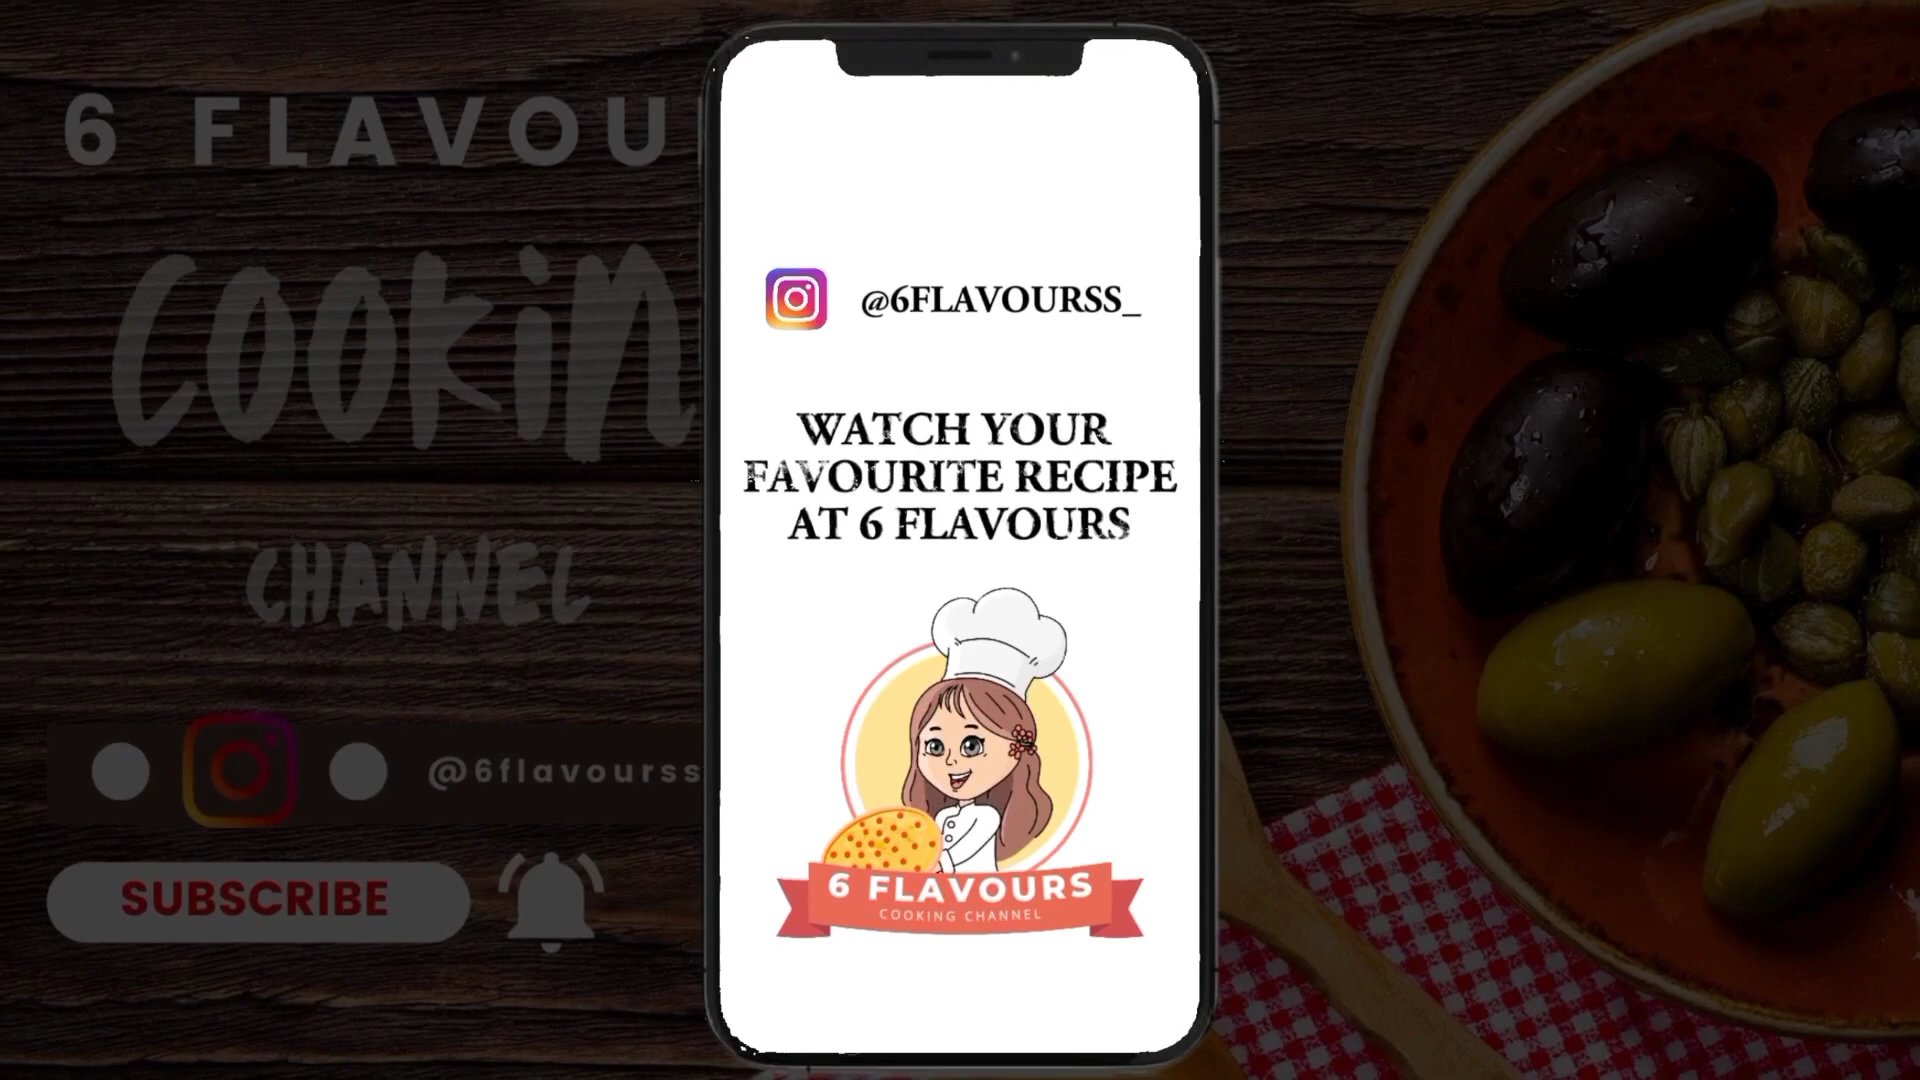 6 FLAVOU
COOKIN
CHANNEL
@6flavourss
SUBSCRIBE
@6FLAVOURSS_
WATCH YOUR
FAVOURITE RECIPE
AT 6 FLAVOURS
6 FLAVOURS
COOKING CHANNEL